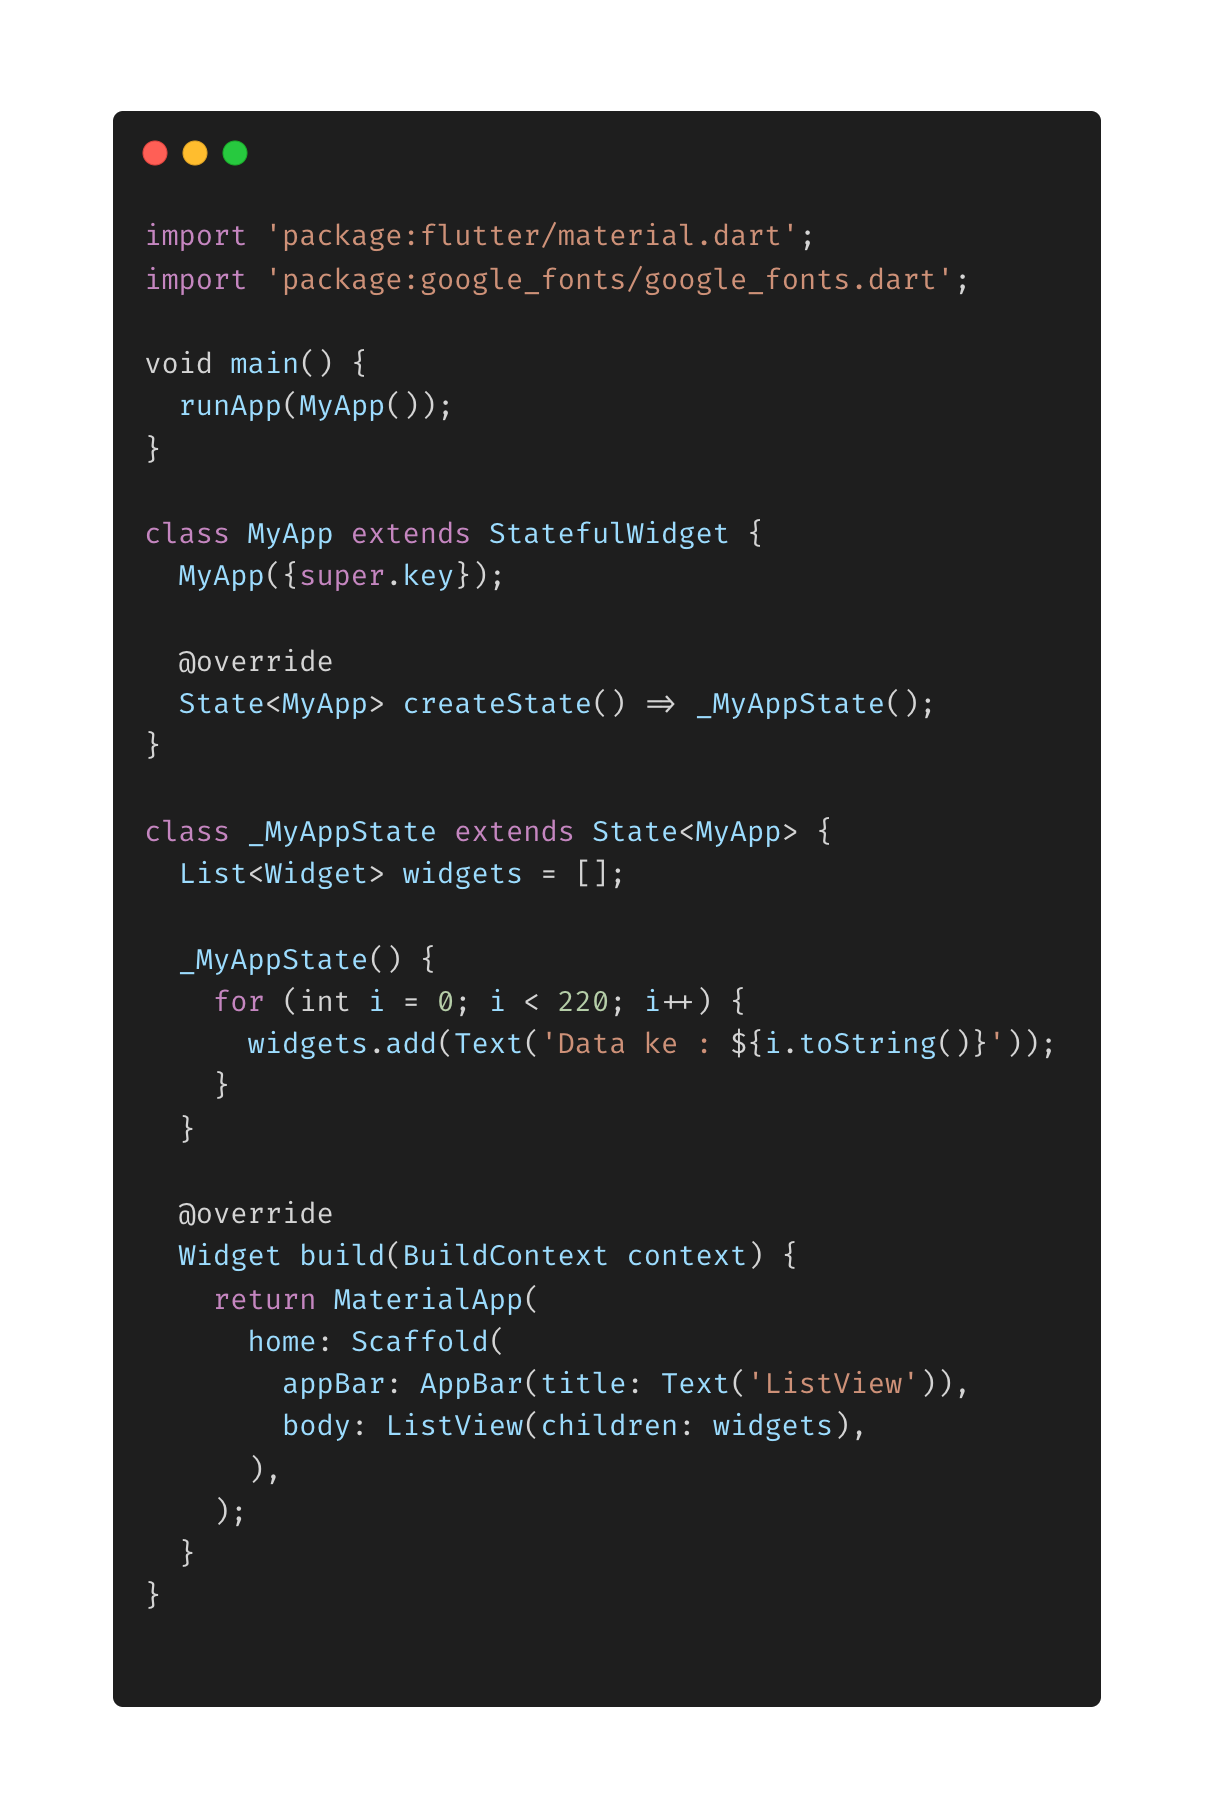 import 'package:flutter/material.dart';
import 'package:google_fonts/google_fonts.dart';

void main() {
  runApp(MyApp());
}

class MyApp extends StatefulWidget {
  MyApp({super.key});

  @override
  State<MyApp> createState() => _MyAppState();
}

class _MyAppState extends State<MyApp> {
  List<Widget> widgets = [];

  _MyAppState() {
    for (int i = 0; i < 220; i++) {
      widgets.add(Text('Data ke : ${i.toString()}'));
    }
  }

  @override
  Widget build(BuildContext context) {
    return MaterialApp(
      home: Scaffold(
        appBar: AppBar(title: Text('ListView')),
        body: ListView(children: widgets),
      ),
    );
  }
}